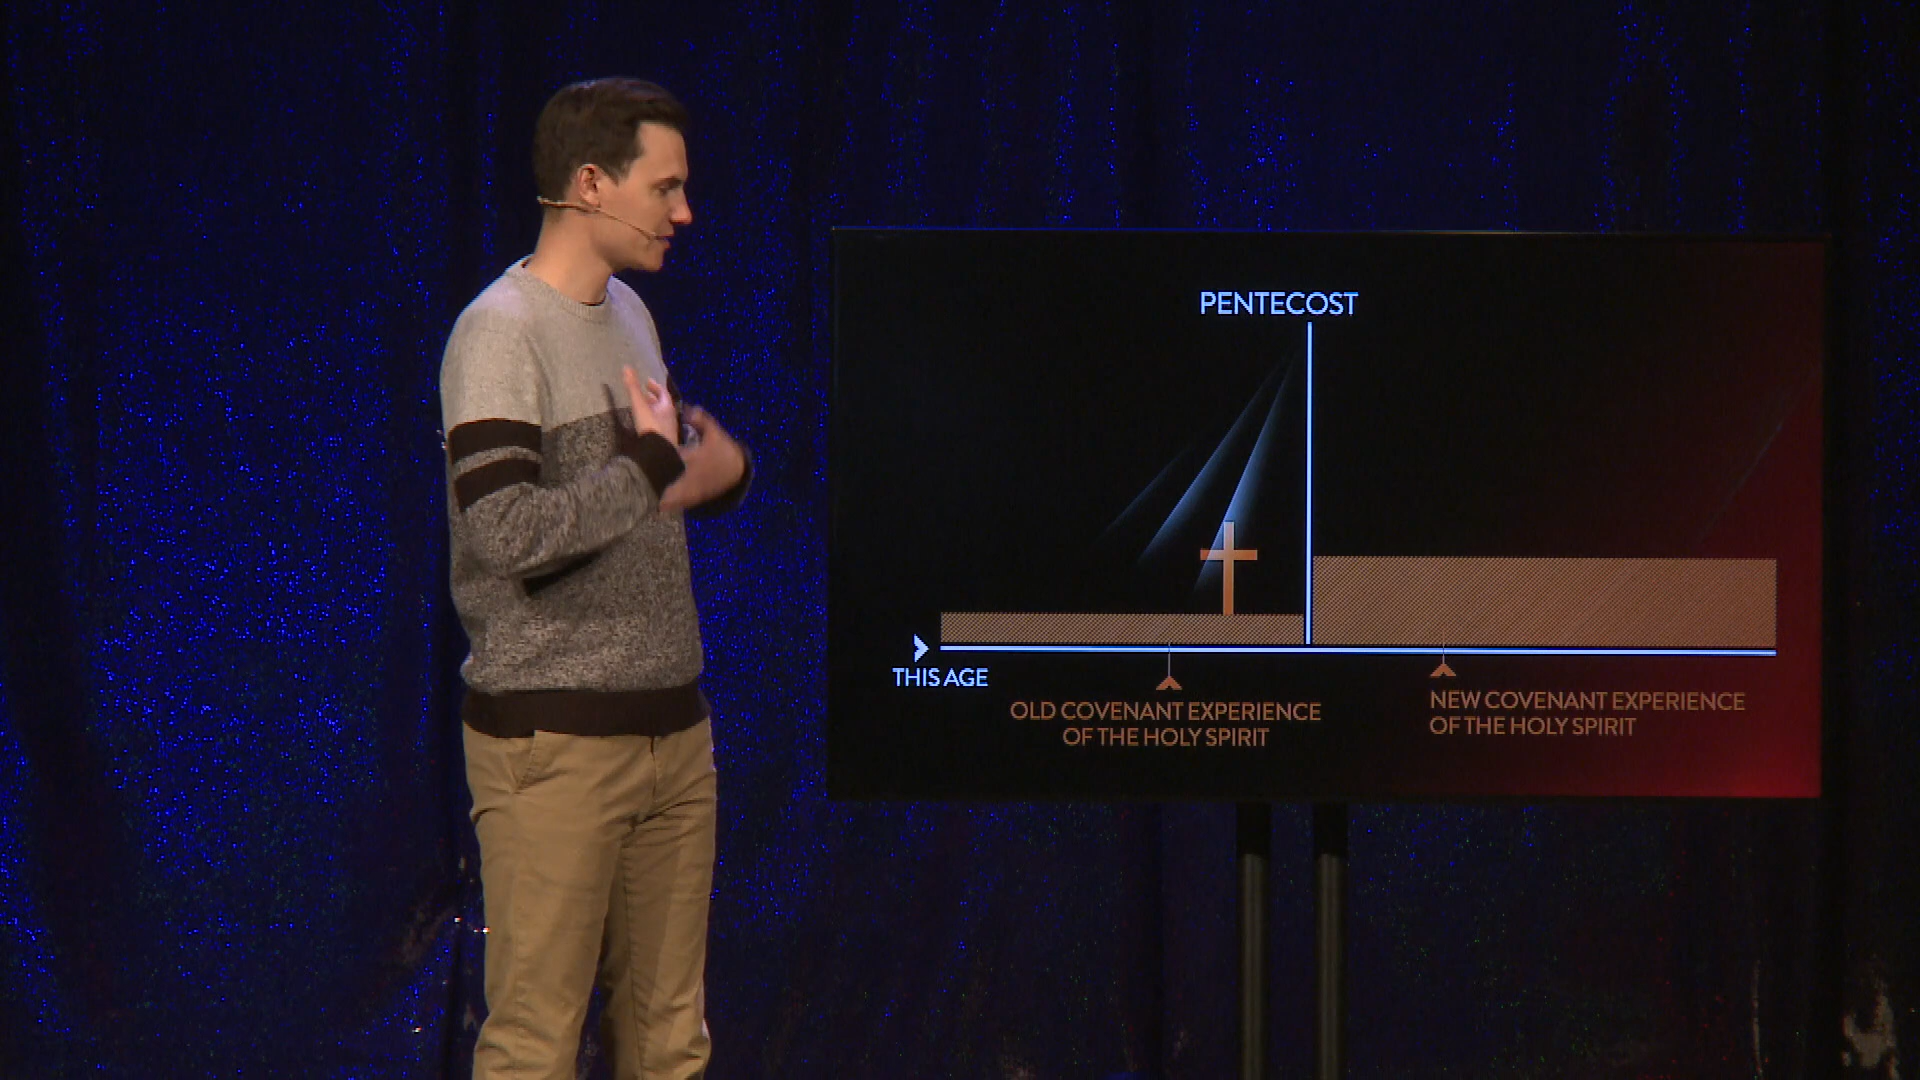 PENTECOST
THIS AGE
OLD COVENANT EXPERIENCE
OF THE HOLY SPIRIT
NEW COVENANT EXPERIENCE
OF THE HOLY SPIRIT